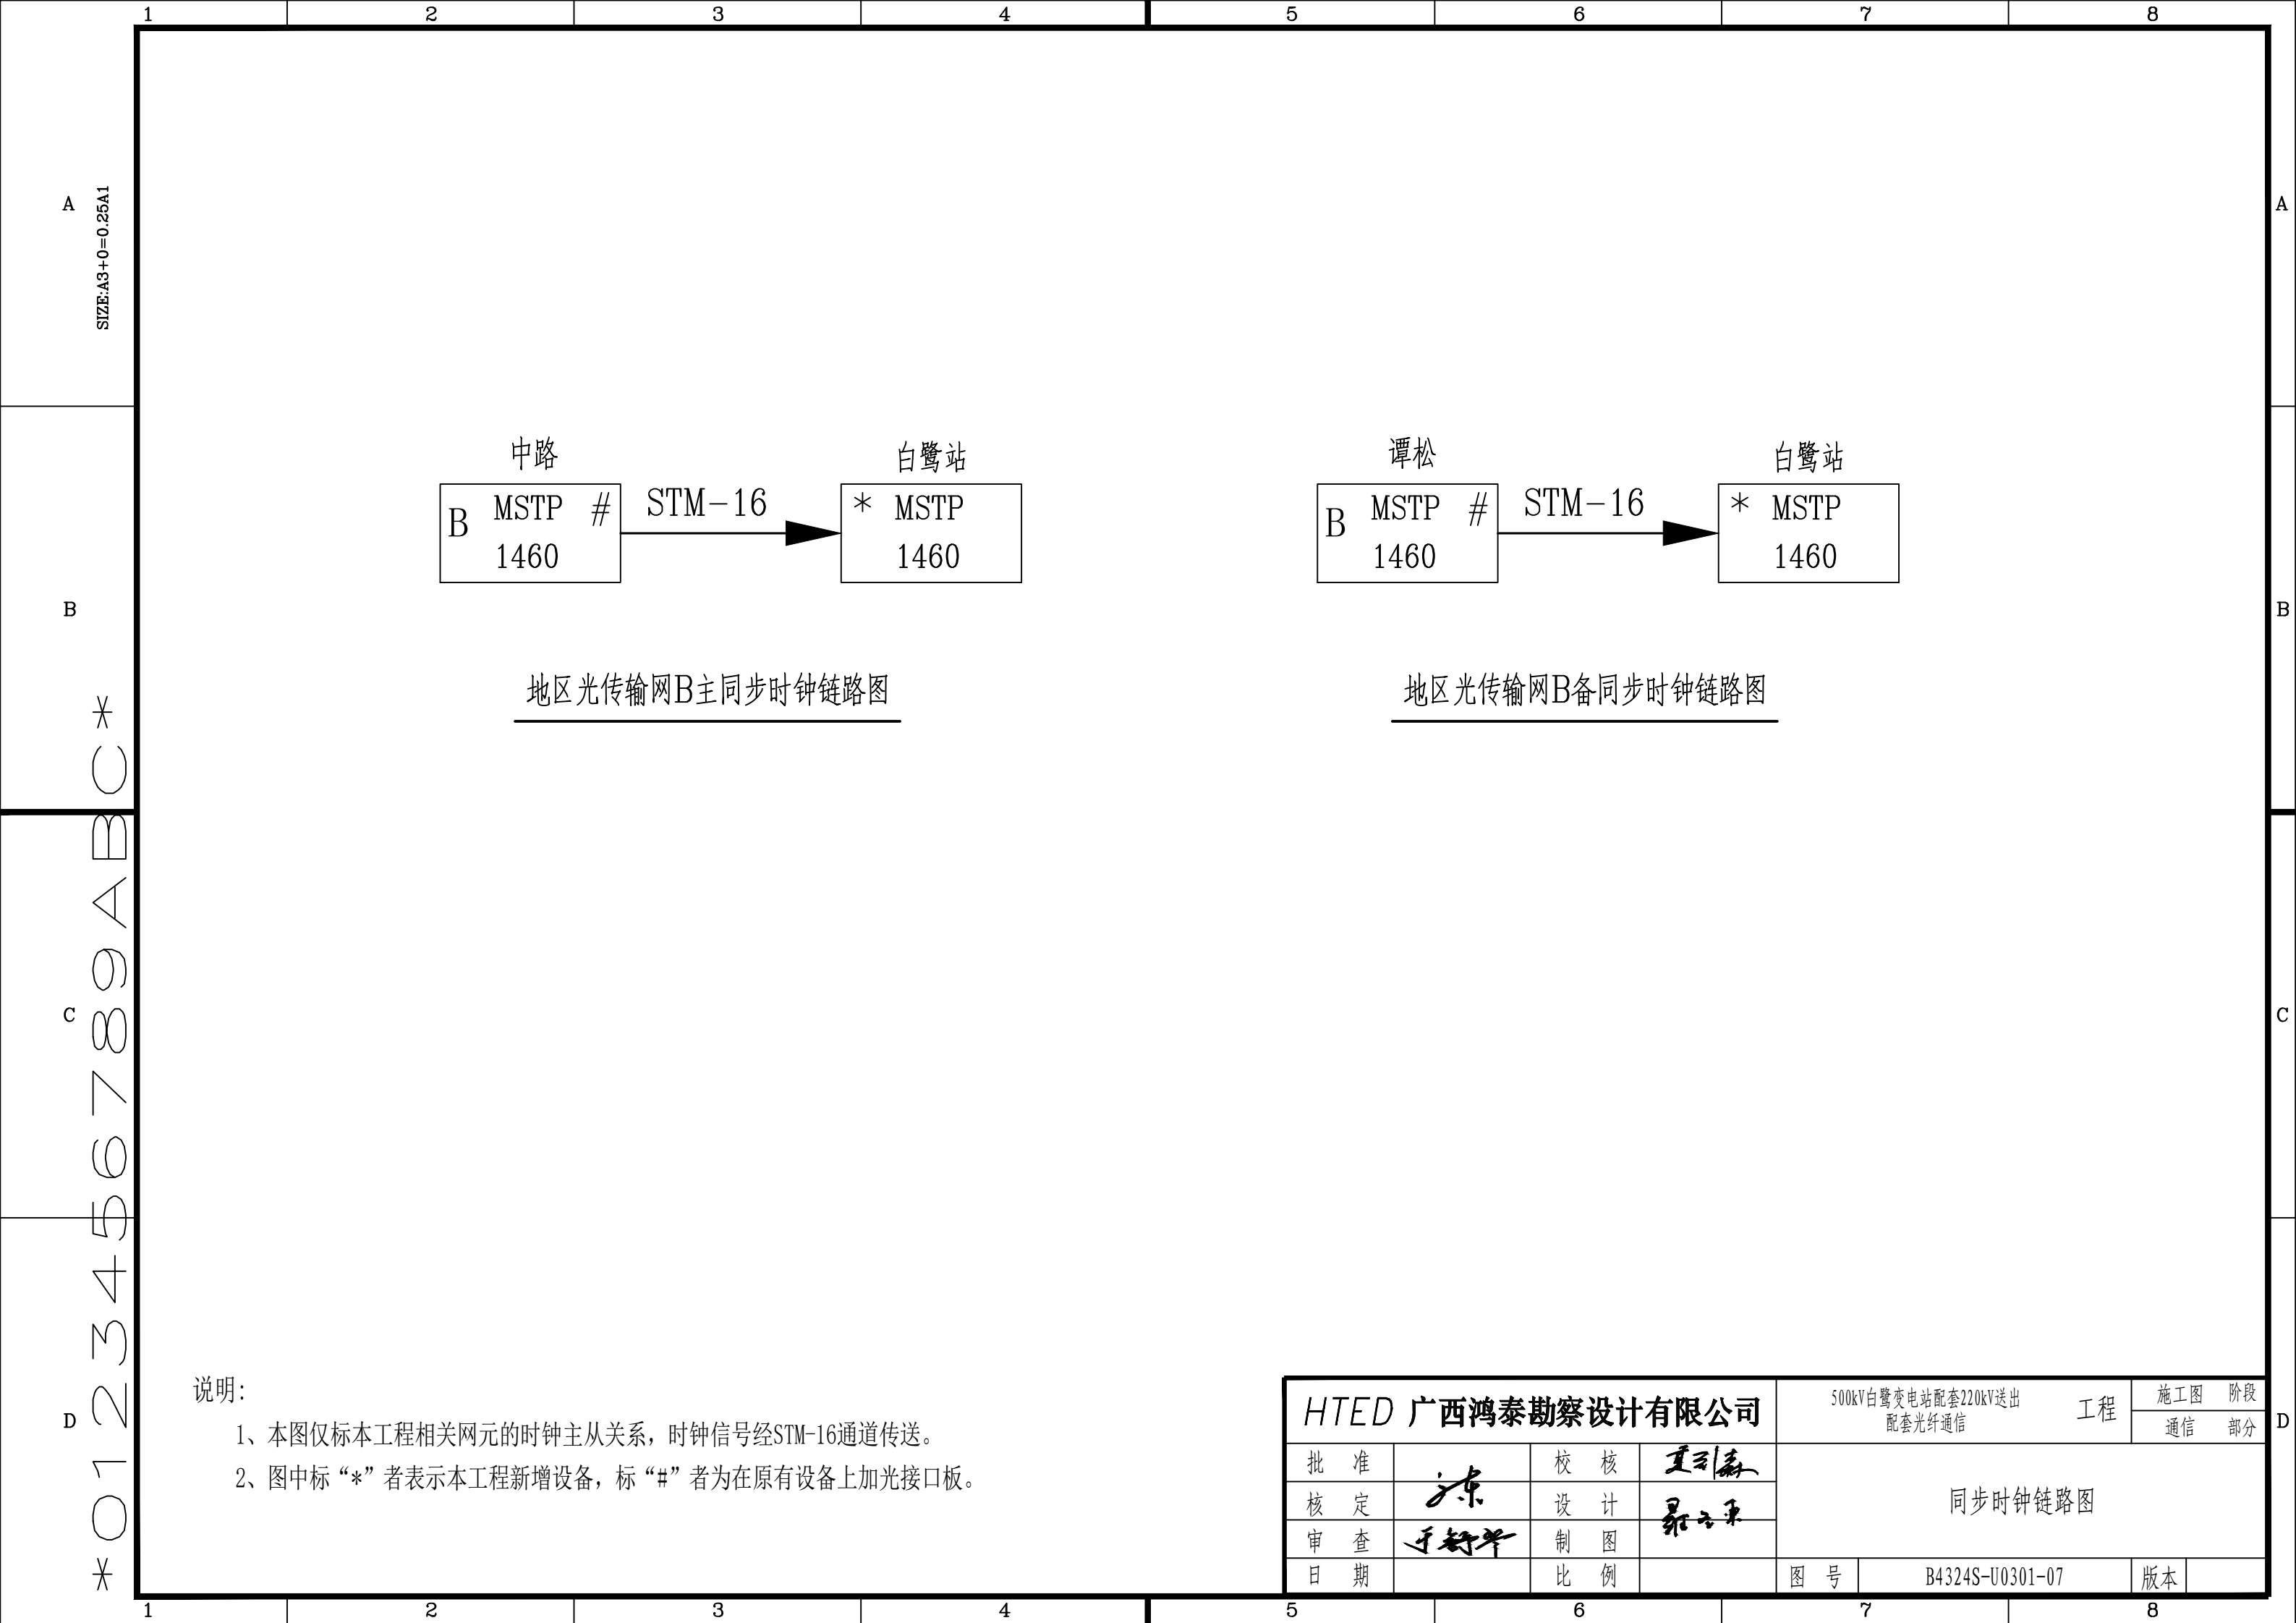 1 2 3 4 5 6 7 8
A
A
SIZE:A3+0=0.25A1
中路
白鹭站
谭松
白鹭站
B MSTP # 1460
STM-16
* MSTP 1460
B MSTP # 1460
STM-16
* MSTP 1460
B
B
地区光传输网B主同步时钟链路图
地区光传输网B备同步时钟链路图
*0123456789ABC*
C
C
说明:
1、本图仅标本工程相关网元的时钟主从关系，时钟信号经STM-16通道传送。
2、图中标“*”者表示本工程新增设备，标“#”者为在原有设备上加光接口板。
D
D
HTED 广西鸿泰勘察设计有限公司
500kV白鹭变电站配套220kV送出
配套光纤通信
工程
施工图 阶段
通信 部分
批 准
校 核
核 定
设 计
审 查
制 图
日 期
比 例
同步时钟链路图
图 号
B4324S-U0301-07
版本
1 2 3 4 5 6 7 8